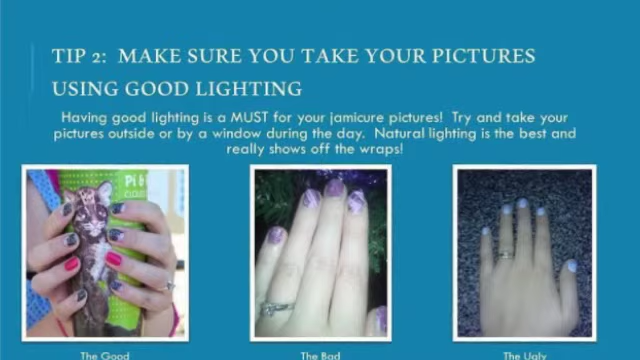 TIP 2: MAKE SURE YOU TAKE YOUR PICTURES
USING GOOD LIGHTING
Having good lighting is a MUST for your jamicure pictures! Try and take your
pictures outside or by a window during the day. Natural lighting is the best and
really shows off the wraps!
The Good
The Bad
The Ugly